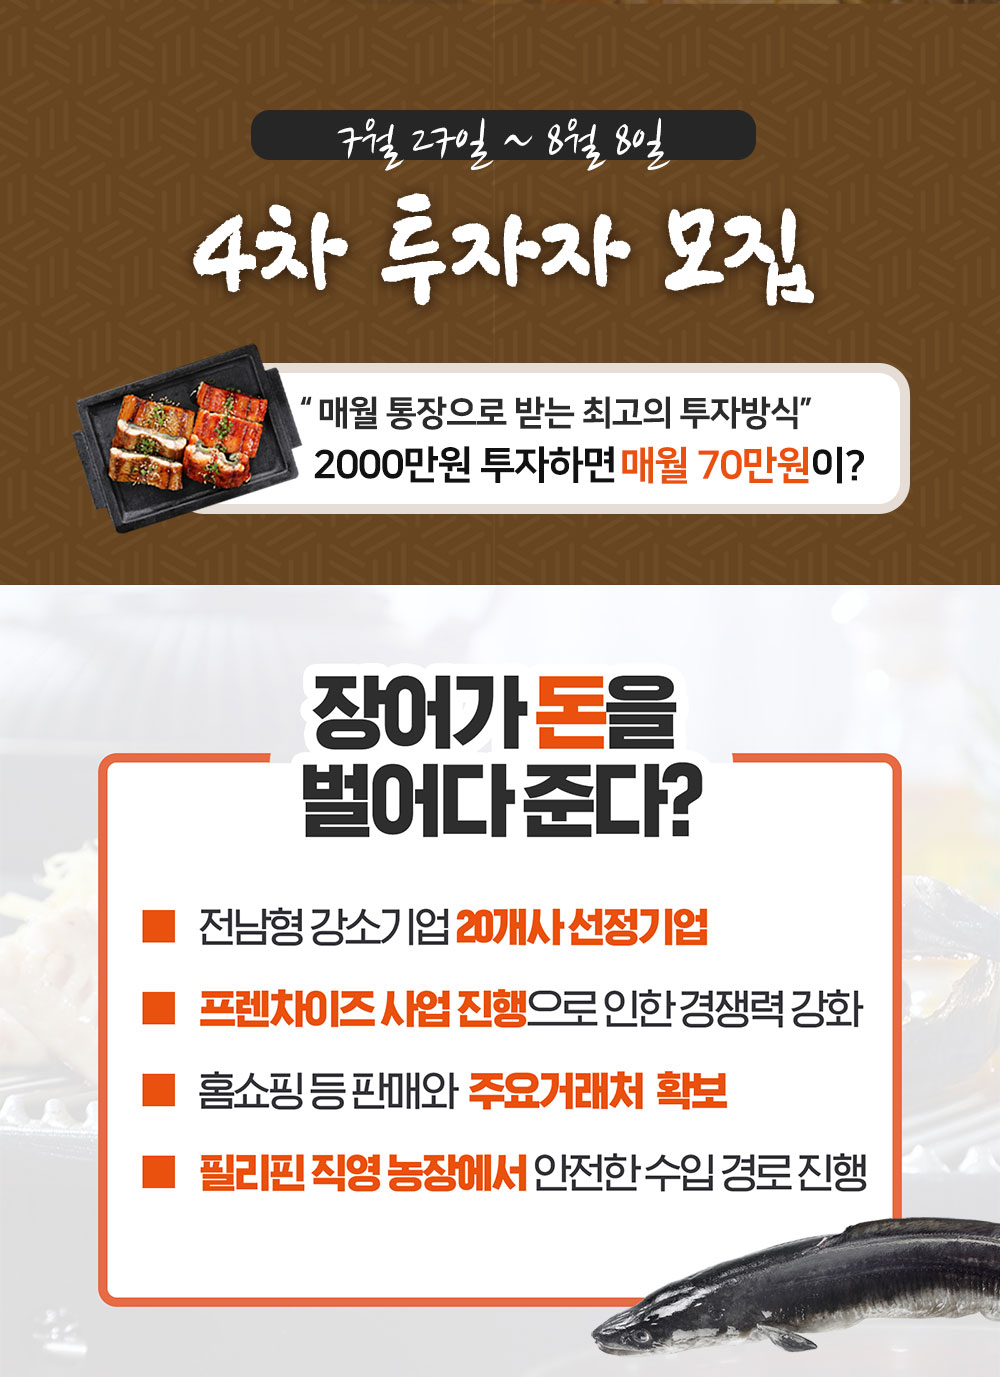 7월 27일 ~ 8월 8일
4차 투자자 모집
“ 매월 통장으로 받는 최고의 투자방식”
2000만원 투자하면 매월 70만원이?
장어가 돈을
벌어다 준다?
■ 전남형 강소기업 20개사 선정기업
■ 프렌차이즈 사업 진행으로 인한 경쟁력 강화
■ 홈쇼핑 등 판매와 주요거래처 확보
■ 필리핀 직영 농장에서 안전한 수입 경로 진행